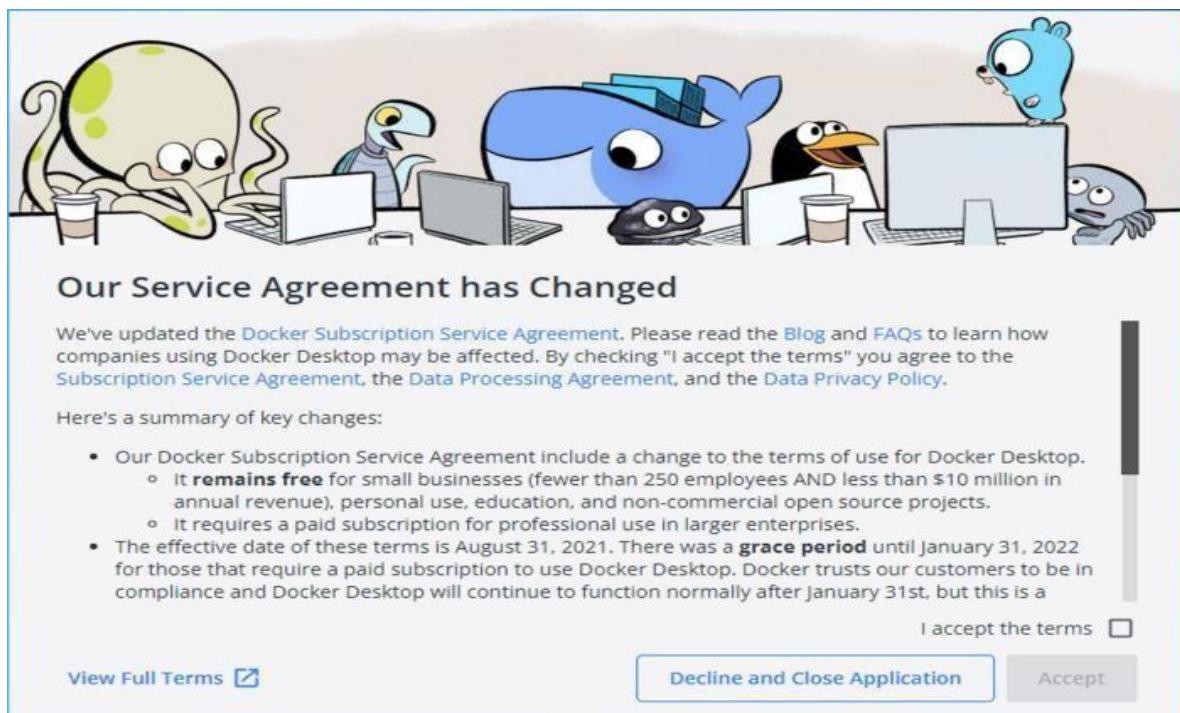 Our Service Agreement has Changed
We've updated the Docker Subscription Service Agreement. Please read the Blog and FAQs to learn how
companies using Docker Desktop may be affected. By checking "I accept the terms" you agree to the
Subscription Service Agreement, the Data Processing Agreement, and the Data Privacy Policy.
Here's a summary of key changes:
• Our Docker Subscription Service Agreement include a change to the terms of use for Docker Desktop.
◦ It remains free for small businesses (fewer than 250 employees AND less than $10 million in
annual revenue), personal use, education, and non-commercial open source projects.
◦ It requires a paid subscription for professional use in larger enterprises.
• The effective date of these terms is August 31, 2021. There was a grace period until January 31, 2022
for those that require a paid subscription to use Docker Desktop. Docker trusts our customers to be in
compliance and Docker Desktop will continue to function normally after January 31st, but this is a
I accept the terms
View Full Terms
Decline and Close Application
Accept